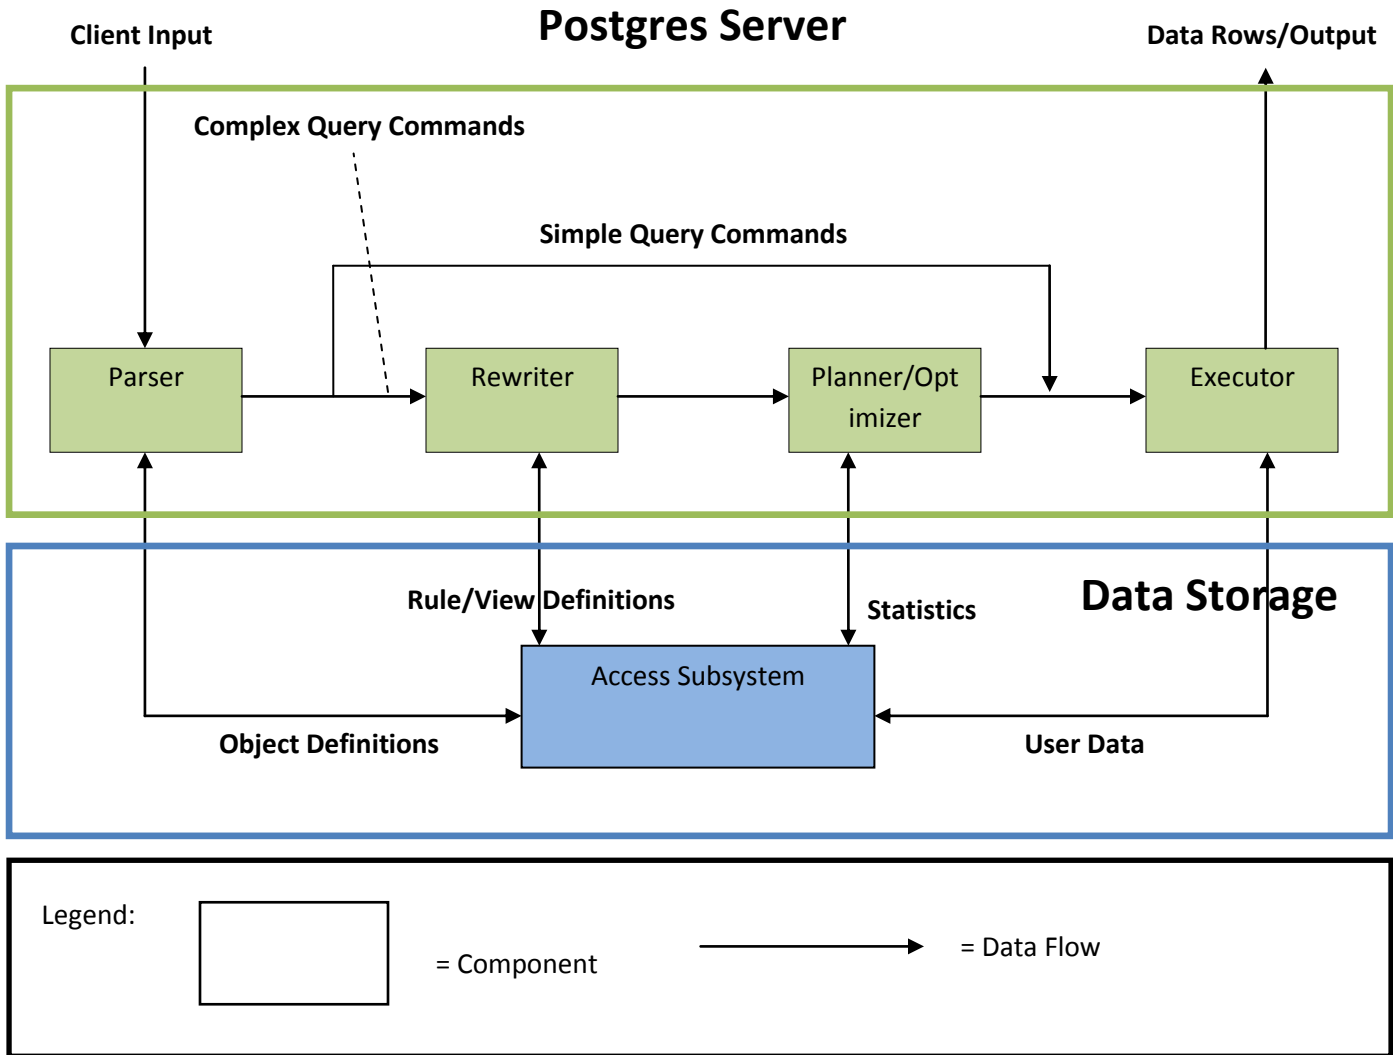 Postgres Server
Client Input
Data Rows/Output
Complex Query Commands
Simple Query Commands
Parser
Rewriter
Planner/Opt
imizer
Executor
Rule/View Definitions
Statistics
Data Storage
Access Subsystem
Object Definitions
User Data
Legend:
= Component
= Data Flow